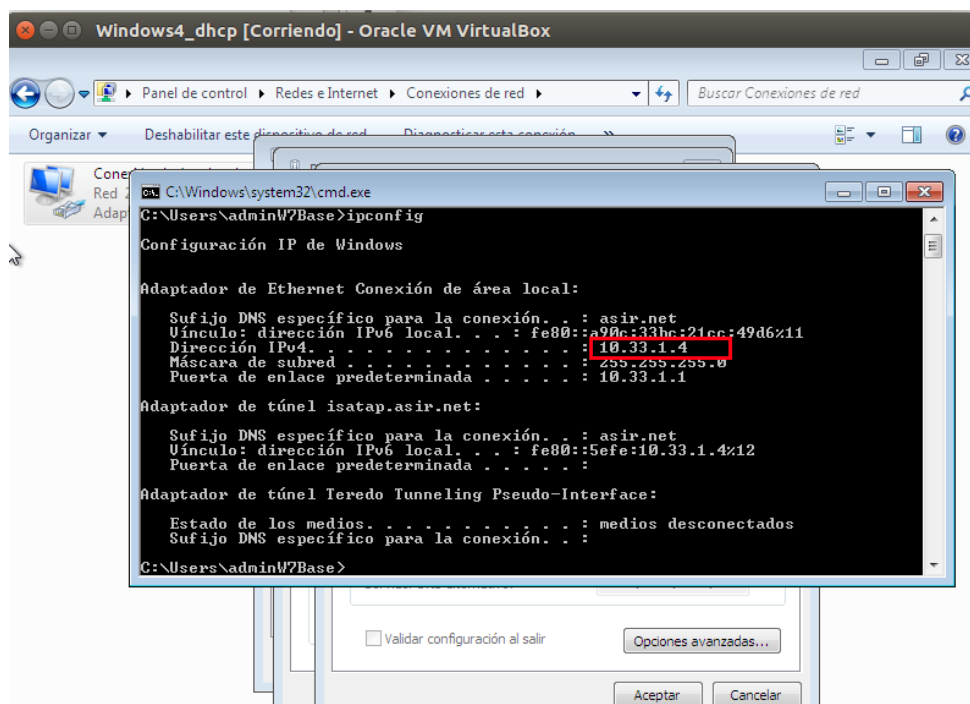 Windows4_dhcp [Corriendo] - Oracle VM VirtualBox
Panel de control Redes e Internet Conexiones de red Buscar Conexiones de red
Organizar Deshabilitar este dispositivo de red Diagnosticar esta conexión »
Red
Adap
C:\Windows\system32\cmd.exe
C:\Users\adminW7Base>ipconfig
Configuración IP de Windows
Adaptador de Ethernet Conexión de área local:
Sufijo DNS específico para la conexión. . : asir.net
Vínculo: dirección IPv6 local. . . : fe80::a90c:33bc:21cc:49d6%11
Dirección IPv4. . . . . . . . . . . . . . : 10.33.1.4
Máscara de subred . . . . . . . . . . . . : 255.255.255.0
Puerta de enlace predeterminada . . . . . : 10.33.1.1
Adaptador de túnel isatap.asir.net:
Sufijo DNS específico para la conexión. . : asir.net
Vínculo: dirección IPv6 local. . . : fe80::5efe:10.33.1.4%12
Puerta de enlace predeterminada . . . . . :
Adaptador de túnel Teredo Tunneling Pseudo-Interface:
Estado de los medios. . . . . . . . . . . : medios desconectados
Sufijo DNS específico para la conexión. . :
C:\Users\adminW7Base>
Validar configuración al salir
Opciones avanzadas...
Aceptar Cancelar